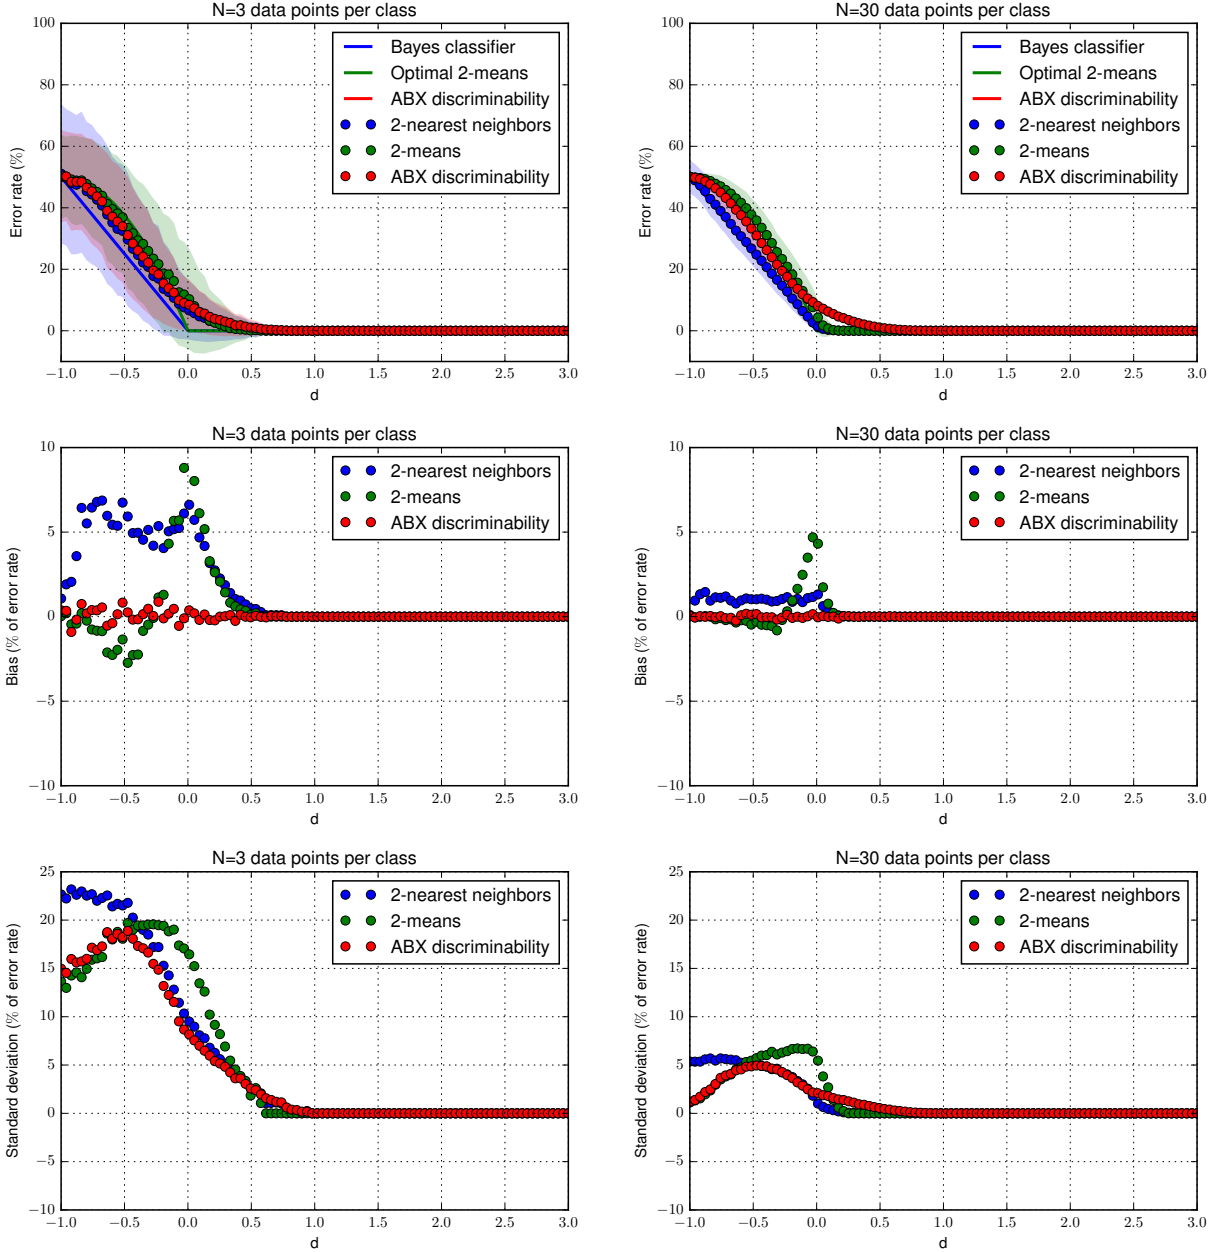 N=3 data points per class
100
80
60
40
20
0
Error rate (%)
Bayes classifier
Optimal 2-means
ABX discriminability
2-nearest neighbors
2-means
ABX discriminability
−1.0 −0.5 0.0 0.5 1.0 1.5 2.0 2.5 3.0
d
N=30 data points per class
100
80
60
40
20
0
Error rate (%)
Bayes classifier
Optimal 2-means
ABX discriminability
2-nearest neighbors
2-means
ABX discriminability
−1.0 −0.5 0.0 0.5 1.0 1.5 2.0 2.5 3.0
d
N=3 data points per class
10
5
0
−5
−10
Bias (% of error rate)
2-nearest neighbors
2-means
ABX discriminability
−1.0 −0.5 0.0 0.5 1.0 1.5 2.0 2.5 3.0
d
N=30 data points per class
10
5
0
−5
−10
Bias (% of error rate)
2-nearest neighbors
2-means
ABX discriminability
−1.0 −0.5 0.0 0.5 1.0 1.5 2.0 2.5 3.0
d
N=3 data points per class
25
20
15
10
5
0
−5
−10
Standard deviation (% of error rate)
2-nearest neighbors
2-means
ABX discriminability
−1.0 −0.5 0.0 0.5 1.0 1.5 2.0 2.5 3.0
d
N=30 data points per class
25
20
15
10
5
0
−5
−10
Standard deviation (% of error rate)
2-nearest neighbors
2-means
ABX discriminability
−1.0 −0.5 0.0 0.5 1.0 1.5 2.0 2.5 3.0
d